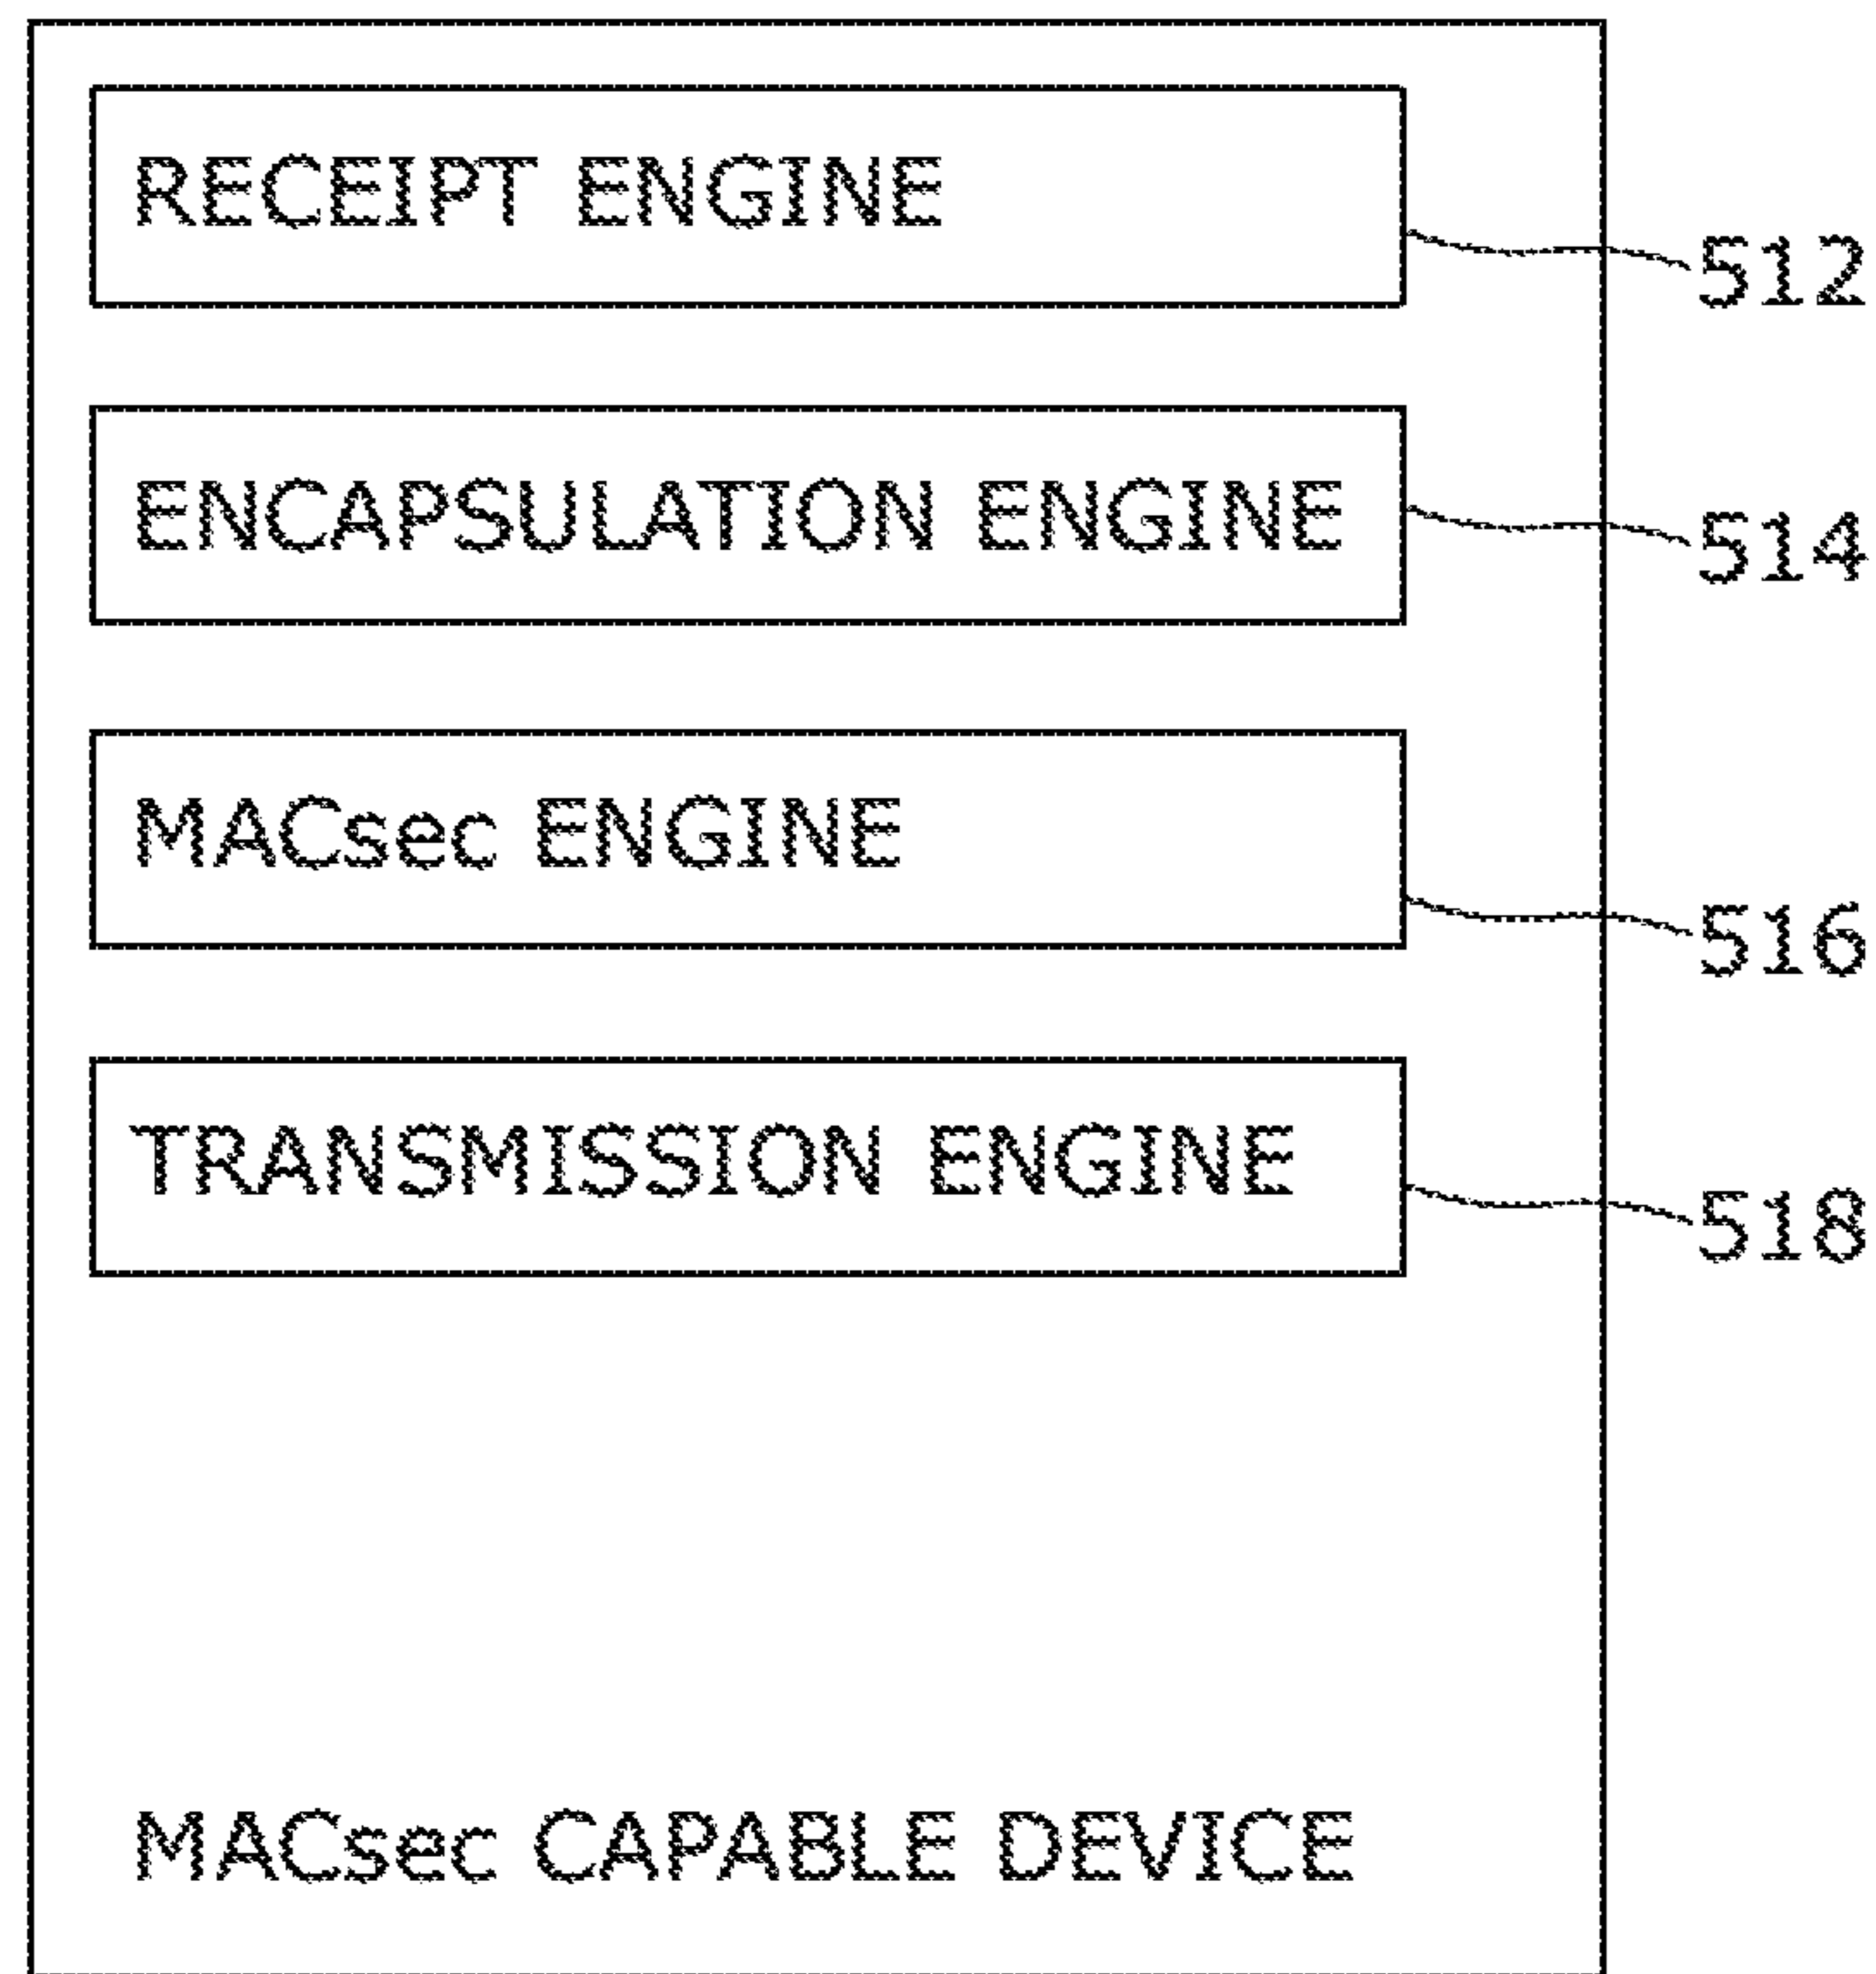 RECEIPT ENGINE
512
ENCAPSULATION ENGINE
514
MACsec ENGINE
516
TRANSMISSION ENGINE
518
MACsec CAPABLE DEVICE